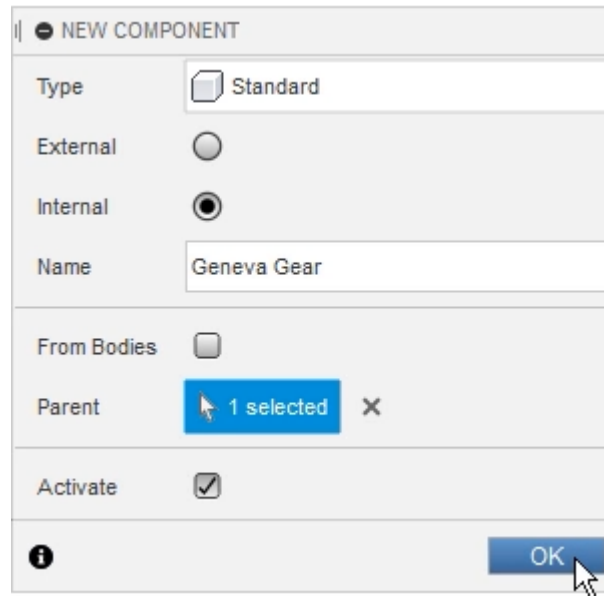 NEW COMPONENT
Type Standard
External
Internal
Name Geneva Gear
From Bodies
Parent 1 selected
Activate
OK